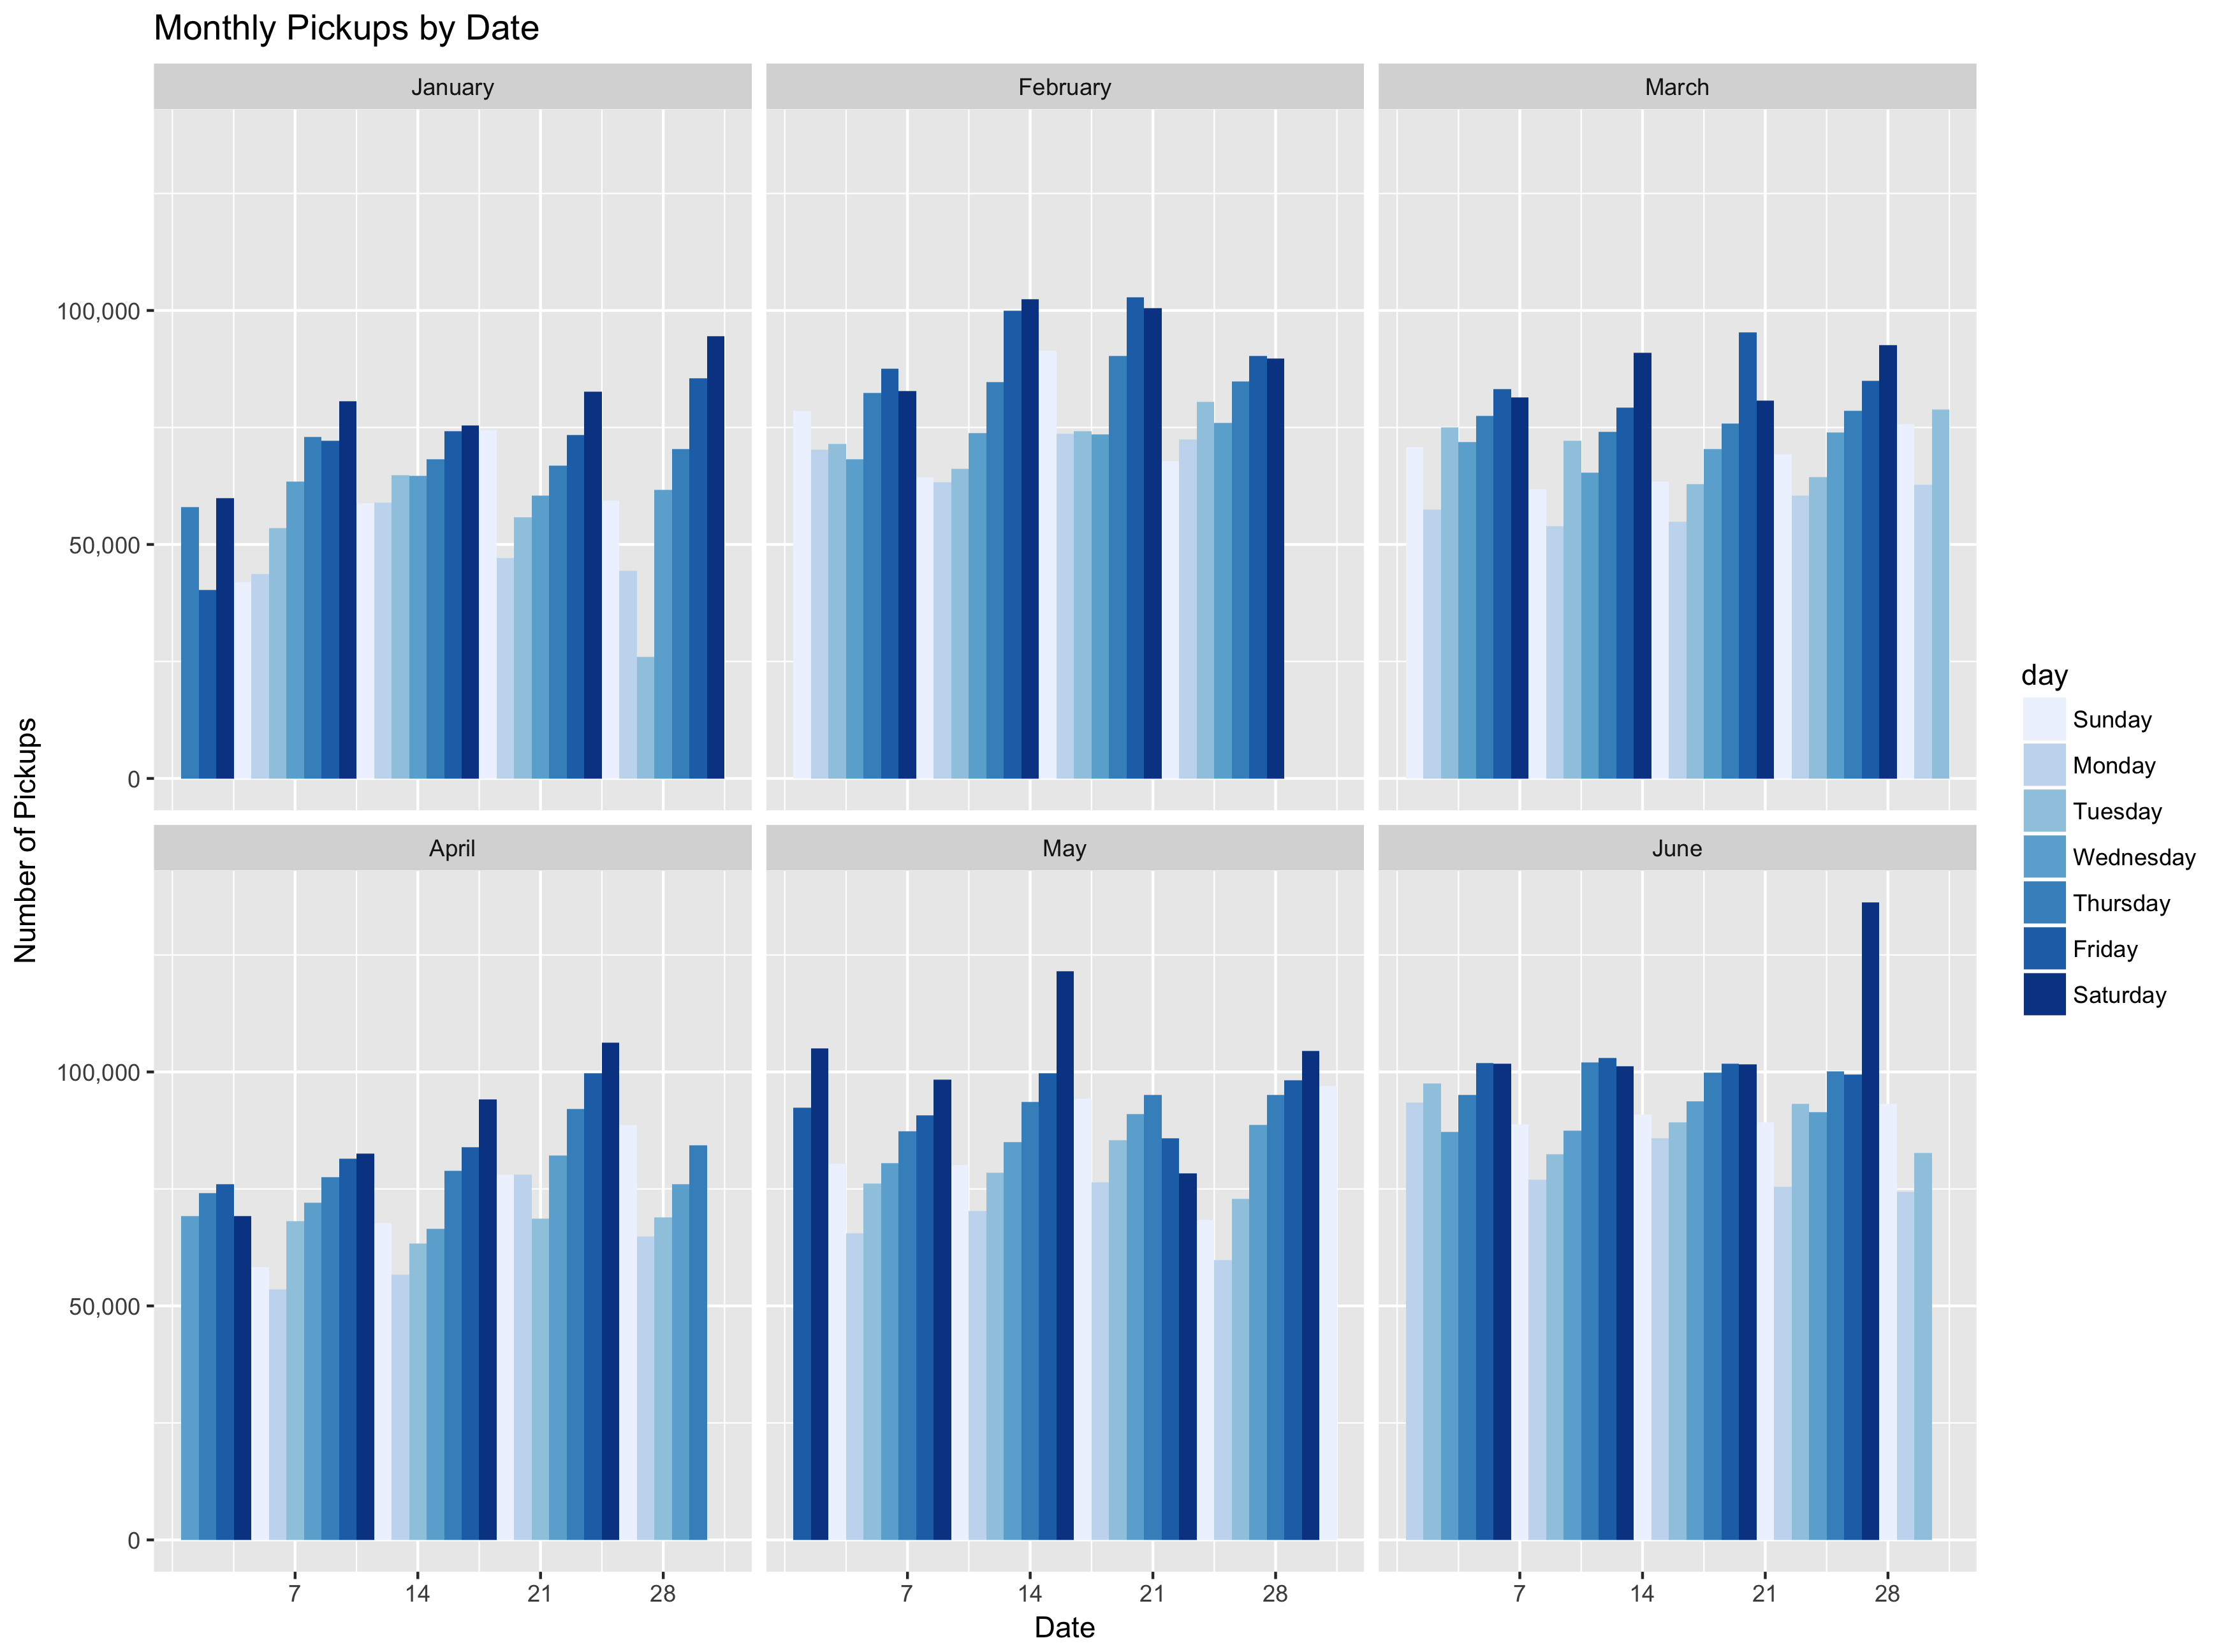 Monthly Pickups by Date
January
February
March
100,000
50,000
0
April
May
June
100,000
50,000
0
7
14
21
28
7
14
21
28
7
14
21
28
Date
Number of Pickups
day
Sunday
Monday
Tuesday
Wednesday
Thursday
Friday
Saturday